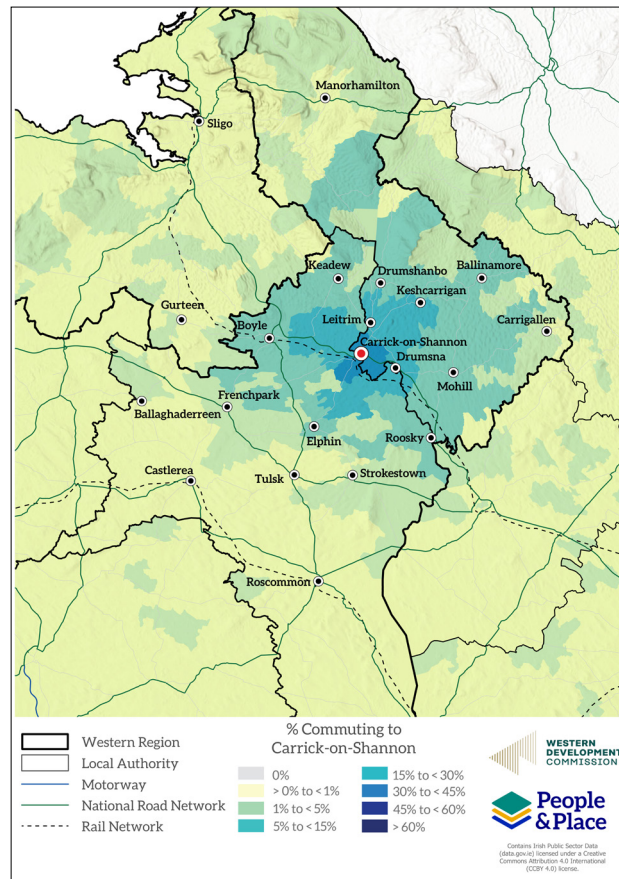 Manorhamilton
Sligo
Keadew
Drumshanbo
Ballinamore
Keshcarrigan
Gurteen
Leitrim
Boyle
Carrigallen
Carrick-on-Shannon
Drumsna
Mohill
Frenchpark
Ballaghaderreen
Elphin
Roosky
Castlerea
Tulsk
Strokestown
Roscommon
Western Region
Local Authority
Motorway
National Road Network
Rail Network
% Commuting to
Carrick-on-Shannon
0%
> 0% to <1%
1% to < 5%
5% to <15%
15% to < 30%
30% to < 45%
45% to < 60%
> 60%
WESTERN
DEVELOPMENT
COMMISSION
People
& Place
Contains Irish Public Sector Data
(data.gov.ie) licensed under a Creative
Commons Attribution 4.0 International
(CCBY 4.0) license.